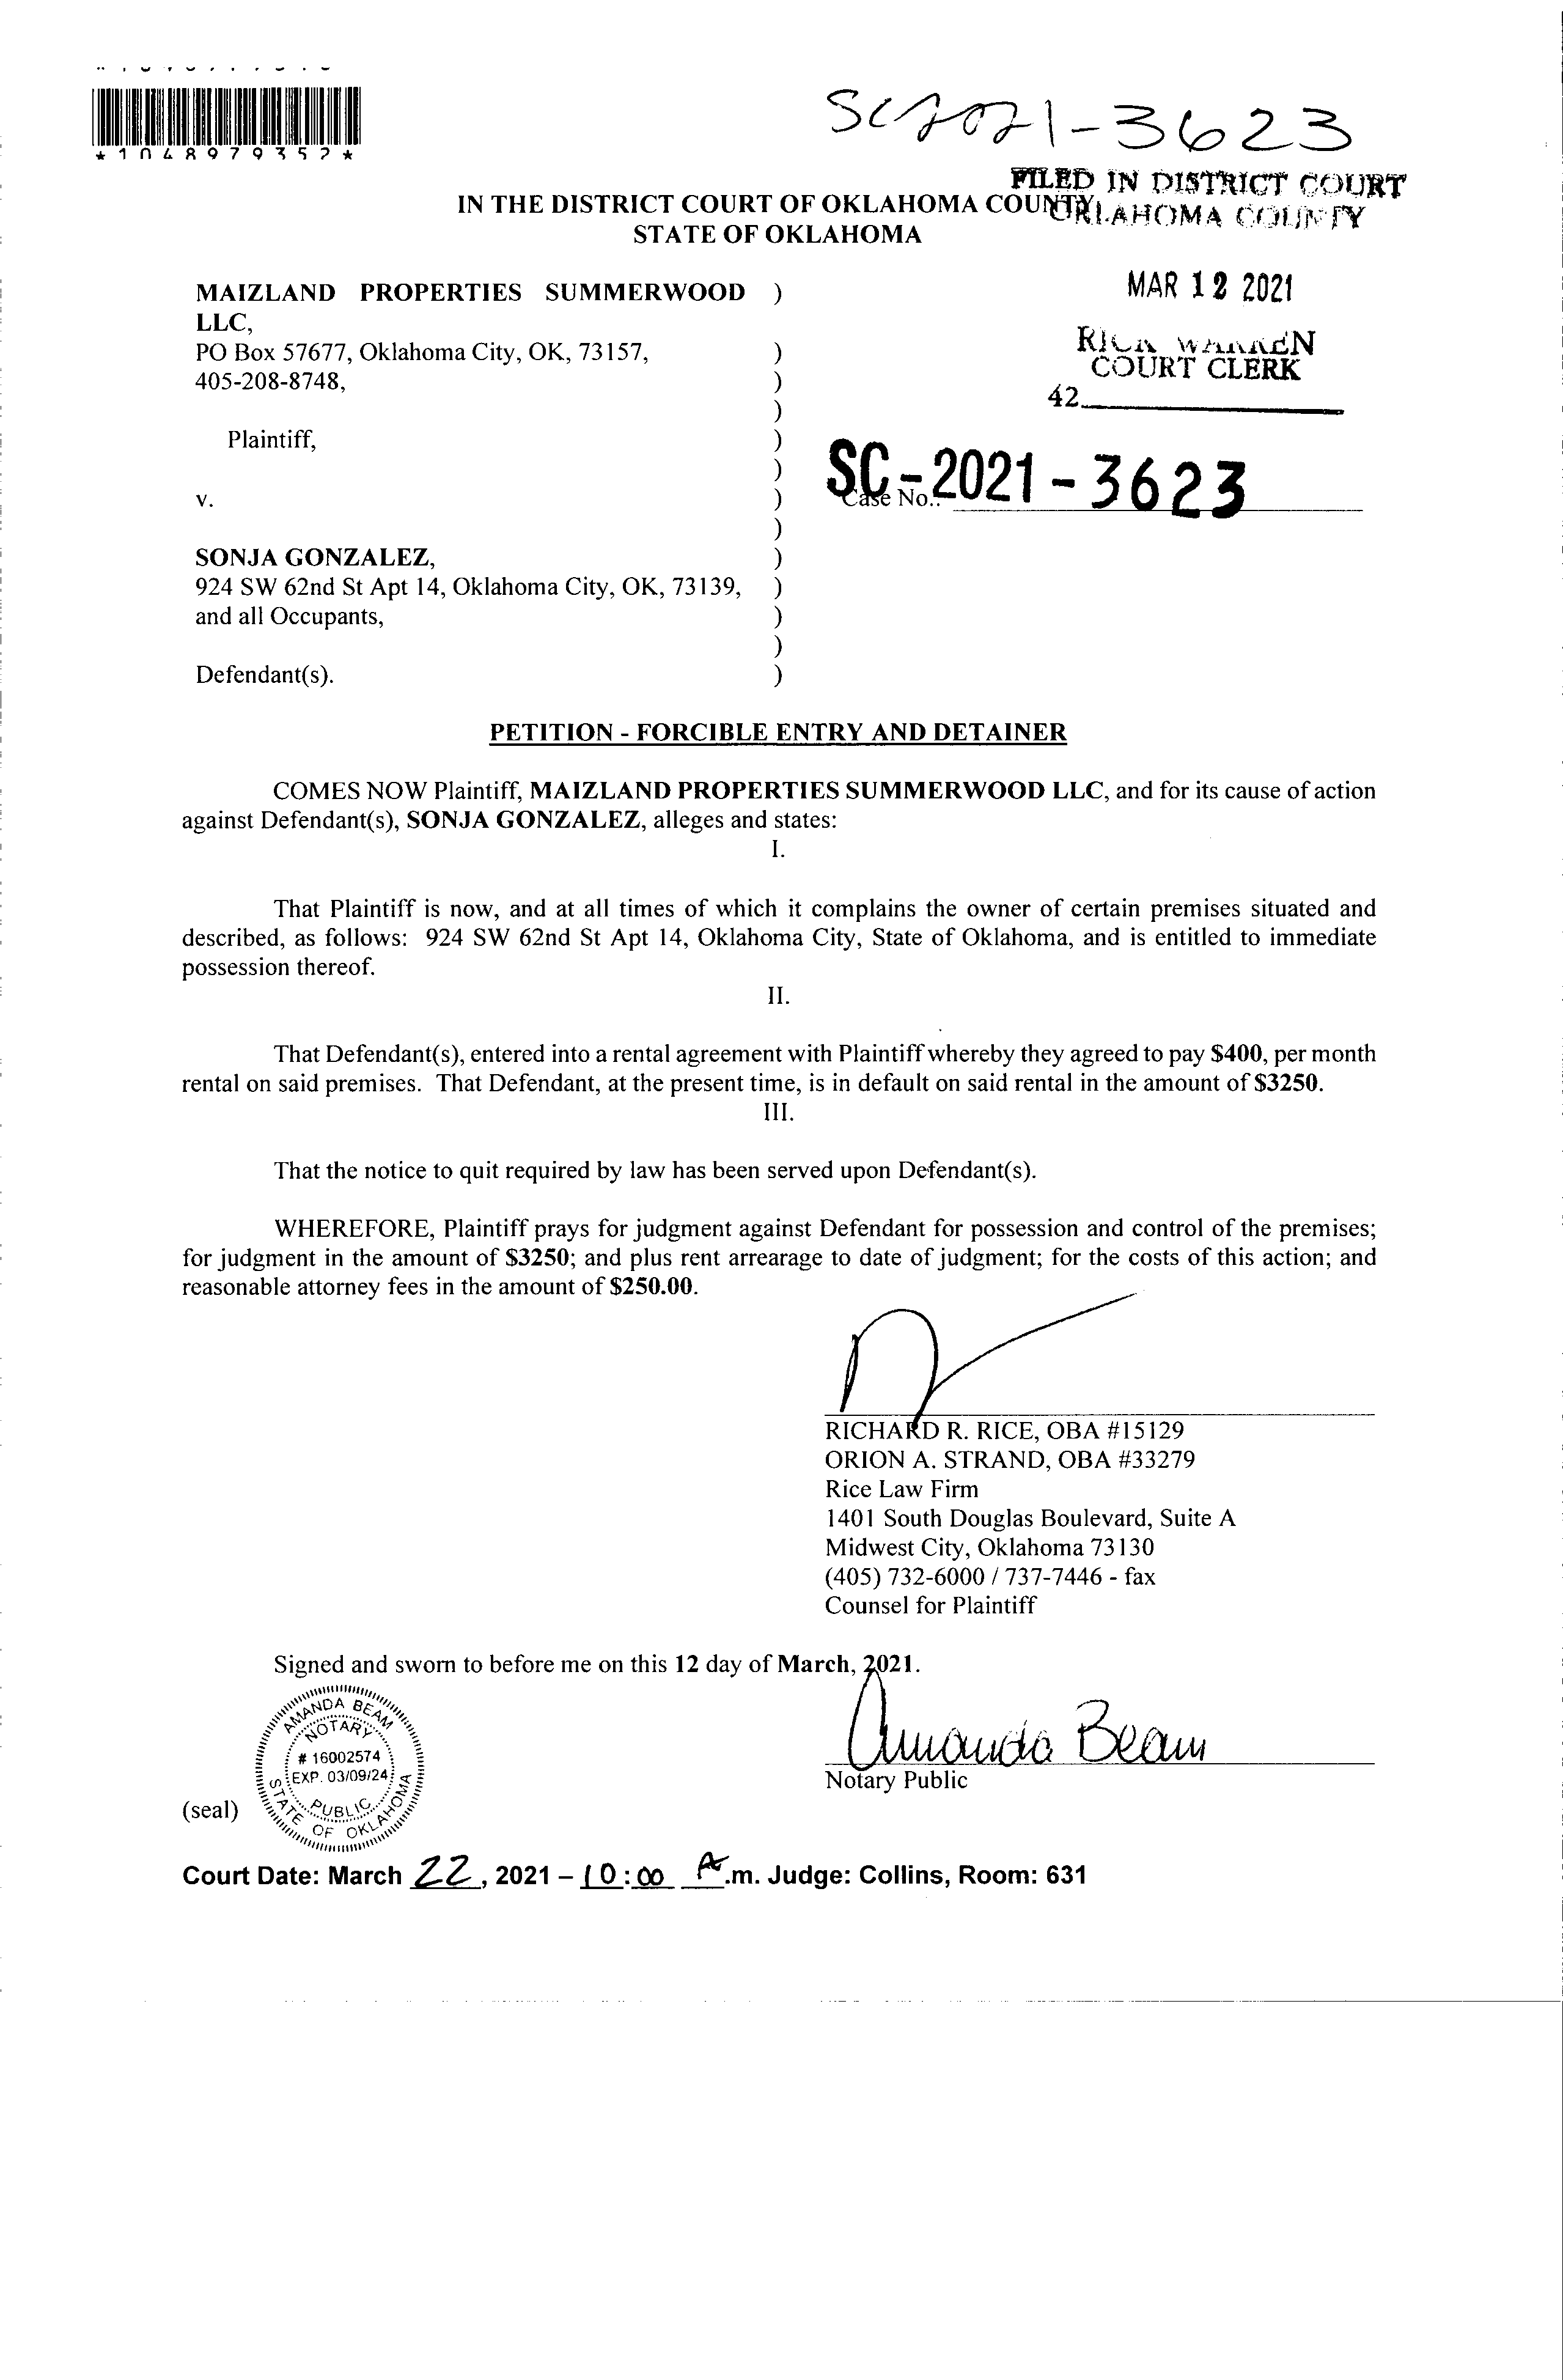 *1048979352*
SC2021-3623
FILED IN DISTRICT COURT
OKLAHOMA COUNTY
IN THE DISTRICT COURT OF OKLAHOMA COUNTY
STATE OF OKLAHOMA
MAR 12 2021
RICK WARREN
COURT CLERK
42
MAIZLAND PROPERTIES SUMMERWOOD )
LLC,
PO Box 57677, Oklahoma City, OK, 73157, )
405-208-8748, )
)
Plaintiff, )
)
v. ) Case No.: SC-2021-3623
)
SONJA GONZALEZ, )
924 SW 62nd St Apt 14, Oklahoma City, OK, 73139, )
and all Occupants, )
)
Defendant(s). )
PETITION - FORCIBLE ENTRY AND DETAINER
COMES NOW Plaintiff, MAIZLAND PROPERTIES SUMMERWOOD LLC, and for its cause of action
against Defendant(s), SONJA GONZALEZ, alleges and states:
I.
That Plaintiff is now, and at all times of which it complains the owner of certain premises situated and
described, as follows: 924 SW 62nd St Apt 14, Oklahoma City, State of Oklahoma, and is entitled to immediate
possession thereof.
II.
That Defendant(s), entered into a rental agreement with Plaintiff whereby they agreed to pay $400, per month
rental on said premises. That Defendant, at the present time, is in default on said rental in the amount of $3250.
III.
That the notice to quit required by law has been served upon Defendant(s).
WHEREFORE, Plaintiff prays for judgment against Defendant for possession and control of the premises;
for judgment in the amount of $3250; and plus rent arrearage to date of judgment; for the costs of this action; and
reasonable attorney fees in the amount of $250.00.
RICHARD R. RICE, OBA #15129
ORION A. STRAND, OBA #33279
Rice Law Firm
1401 South Douglas Boulevard, Suite A
Midwest City, Oklahoma 73130
(405) 732-6000 / 737-7446 - fax
Counsel for Plaintiff
Signed and sworn to before me on this 12 day of March, 2021.
AMANDA BEAM
NOTARY
# 16002574
EXP. 03/09/24
PUBLIC
STATE OF OKLAHOMA
Amanda Beam
Notary Public
(seal)
Court Date: March 22, 2021 – 10:00 A.m. Judge: Collins, Room: 631